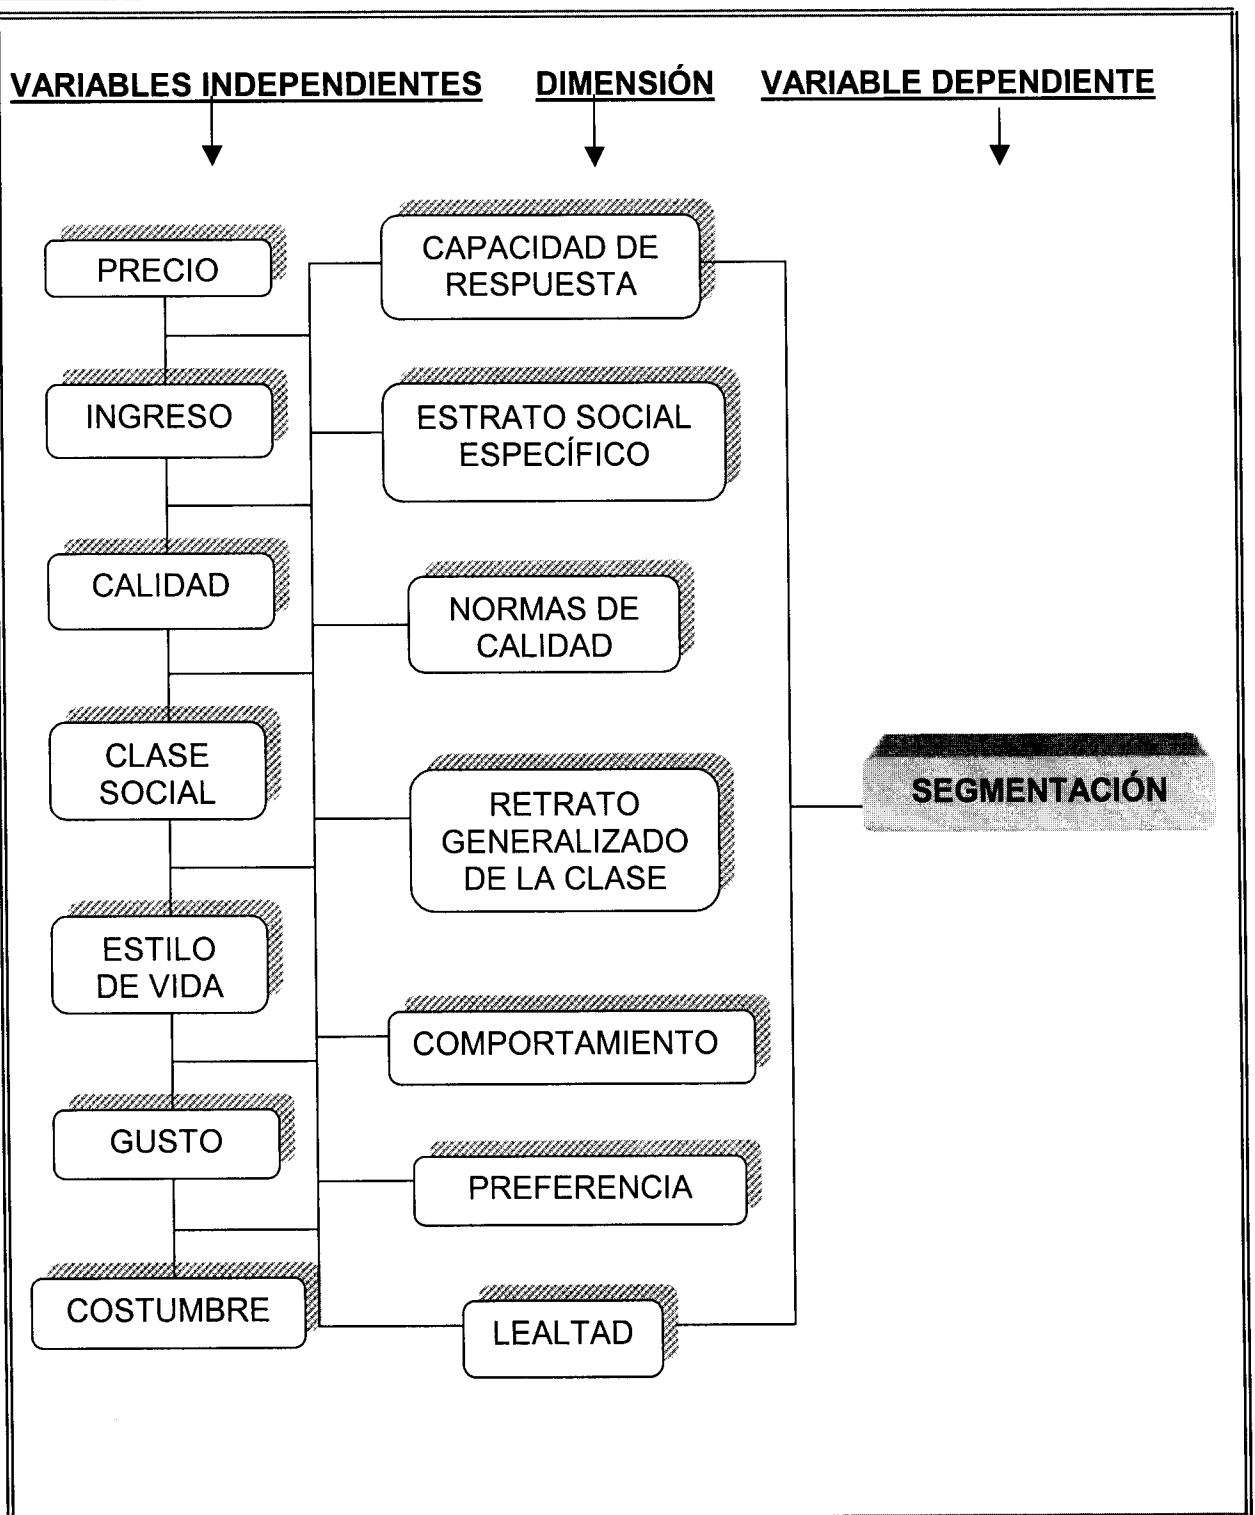 VARIABLES INDEPENDIENTES
DIMENSIÓN
VARIABLE DEPENDIENTE
PRECIO
INGRESO
CALIDAD
CLASE
SOCIAL
ESTILO
DE VIDA
GUSTO
COSTUMBRE
CAPACIDAD DE
RESPUESTA
ESTRATO SOCIAL
ESPECÍFICO
NORMAS DE
CALIDAD
RETRATO
GENERALIZADO
DE LA CLASE
COMPORTAMIENTO
PREFERENCIA
LEALTAD
SEGMENTACIÓN